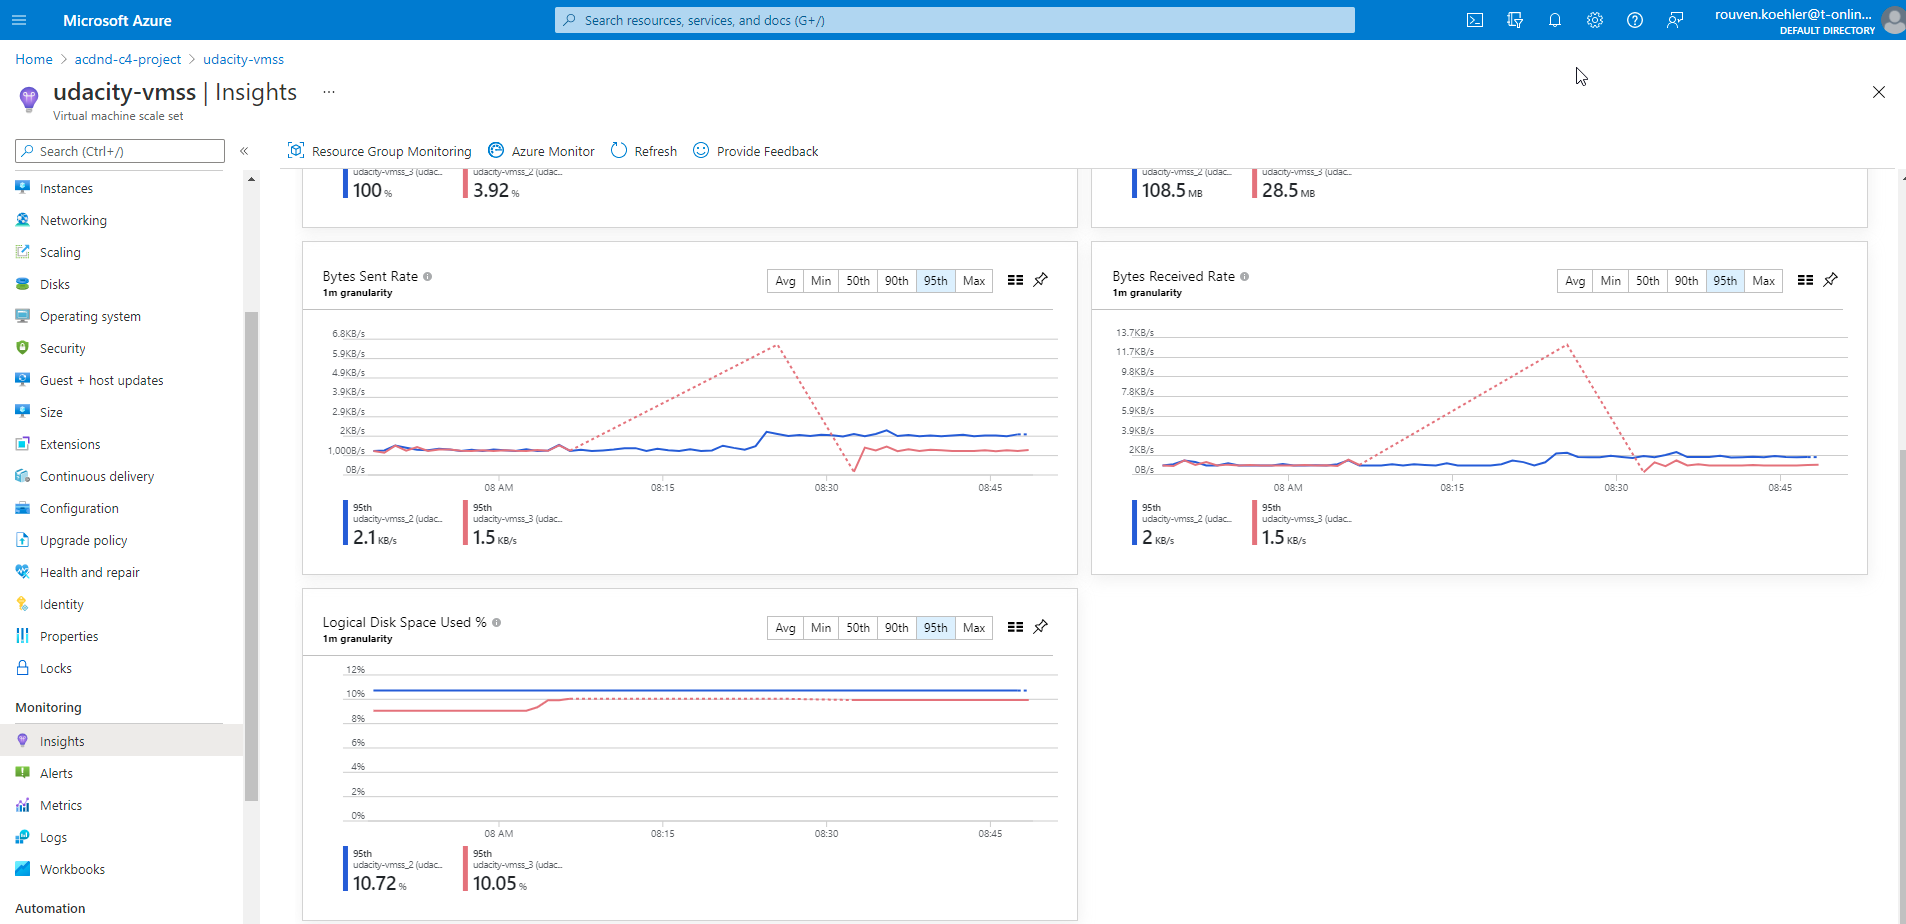 Microsoft Azure
Search resources, services, and docs (G+/)
rouven.koehler@t-onlin...
DEFAULT DIRECTORY
Home > acdnd-c4-project > udacity-vmss
udacity-vmss | Insights ...
Virtual machine scale set
Search (Ctrl+/)
«
Instances
Networking
Scaling
Disks
Operating system
Security
Guest + host updates
Size
Extensions
Continuous delivery
Configuration
Upgrade policy
Health and repair
Identity
Properties
Locks
Monitoring
Insights
Alerts
Metrics
Logs
Workbooks
Automation
Resource Group Monitoring Azure Monitor Refresh Provide Feedback
udacity-vmss_3 (udac... udacity-vmss_2 (udac...
100 % 3.92 %
udacity-vmss_2 (udac... udacity-vmss_3 (udac...
108.5 MB 28.5 MB
Bytes Sent Rate
1m granularity
Avg Min 50th 90th 95th Max
6.8KB/s
5.9KB/s
4.9KB/s
3.9KB/s
2.9KB/s
2KB/s
1,000B/s
0B/s
08 AM 08:15 08:30 08:45
95th 95th
udacity-vmss_2 (udac... udacity-vmss_3 (udac...
2.1 KB/s 1.5 KB/s
Bytes Received Rate
1m granularity
Avg Min 50th 90th 95th Max
13.7KB/s
11.7KB/s
9.8KB/s
7.8KB/s
5.9KB/s
3.9KB/s
2KB/s
0B/s
08 AM 08:15 08:30 08:45
95th 95th
udacity-vmss_2 (udac... udacity-vmss_3 (udac...
2 KB/s 1.5 KB/s
Logical Disk Space Used %
1m granularity
Avg Min 50th 90th 95th Max
12%
10%
8%
6%
4%
2%
0%
08 AM 08:15 08:30 08:45
95th 95th
udacity-vmss_2 (udac... udacity-vmss_3 (udac...
10.72 % 10.05 %